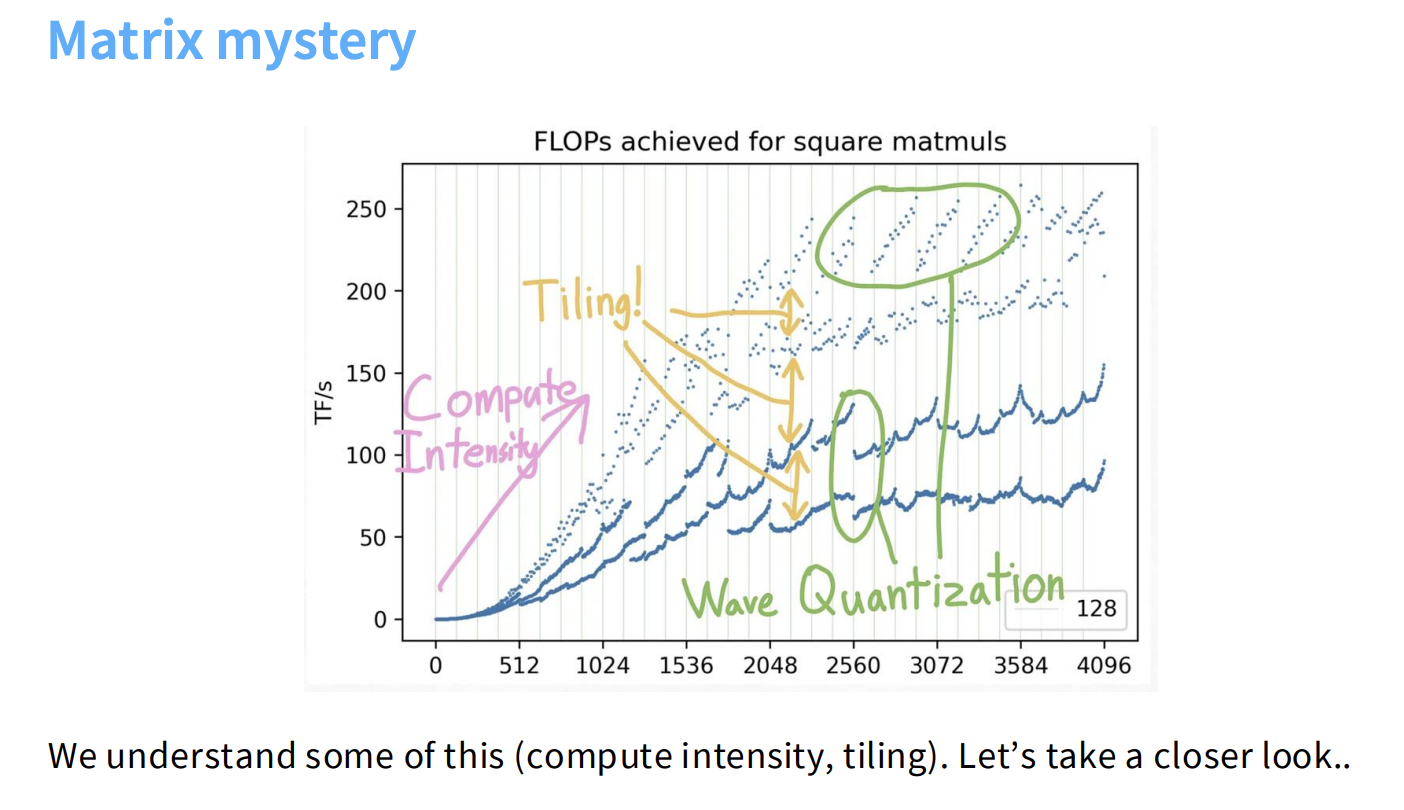 Matrix mystery
FLOPs achieved for square matmuls
TF/s
250
200
150
100
50
0
0 512 1024 1536 2048 2560 3072 3584 4096
Tiling!
Compute
Intensity
Wave Quantization
128
We understand some of this (compute intensity, tiling). Let’s take a closer look..